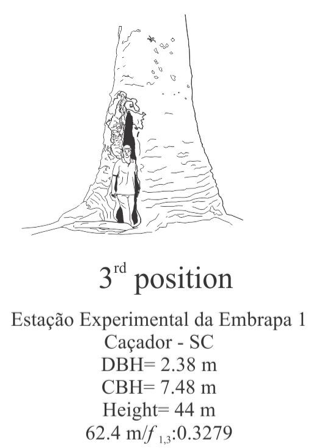 3rd position
Estação Experimental da Embrapa 1
Caçador - SC
DBH= 2.38 m
CBH= 7.48 m
Height= 44 m
62.4 m/f 1,3:0.3279